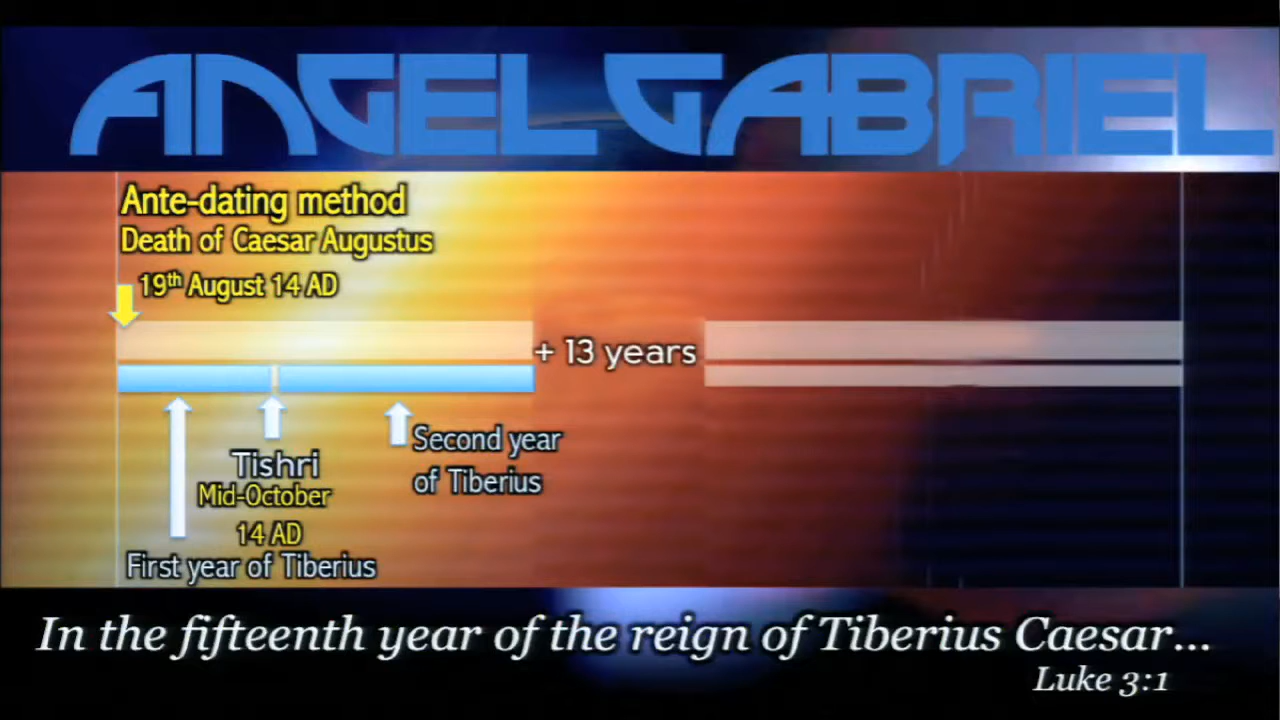 ANGEL GABRIEL
Ante-dating method
Death of Caesar Augustus
19th August 14 AD
+ 13 years
Second year
of Tiberius
Tishri
Mid-October
14 AD
First year of Tiberius
In the fifteenth year of the reign of Tiberius Caesar...
Luke 3:1